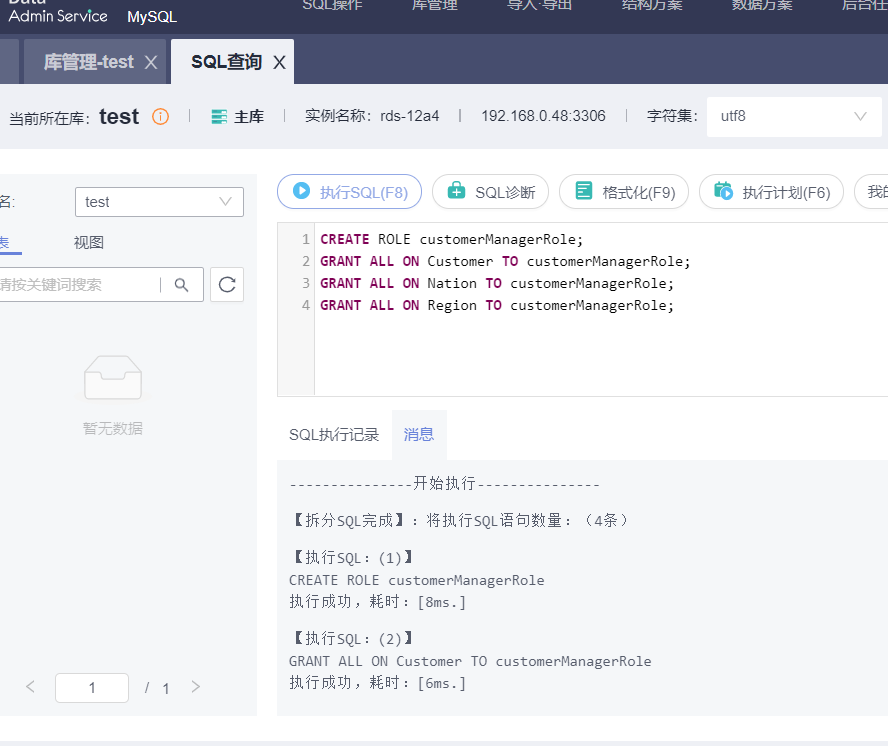 Data
Admin Service MySQL SQL操作 库管理 导入·导出 结构方案 数据方案 后台任
库管理-test SQL查询
当前所在库: test 主库 实例名称: rds-12a4 192.168.0.48:3306 字符集: utf8
名: test
表 视图
请按关键词搜索
暂无数据
1 / 1
执行SQL(F8) SQL诊断 格式化(F9) 执行计划(F6) 我的
1 CREATE ROLE customerManagerRole;
2 GRANT ALL ON Customer TO customerManagerRole;
3 GRANT ALL ON Nation TO customerManagerRole;
4 GRANT ALL ON Region TO customerManagerRole;
SQL执行记录 消息
---------------开始执行---------------
【拆分SQL完成】：将执行SQL语句数量：（4条）
【执行SQL：(1)】
CREATE ROLE customerManagerRole
执行成功，耗时：[8ms.]
【执行SQL：(2)】
GRANT ALL ON Customer TO customerManagerRole
执行成功，耗时：[6ms.]